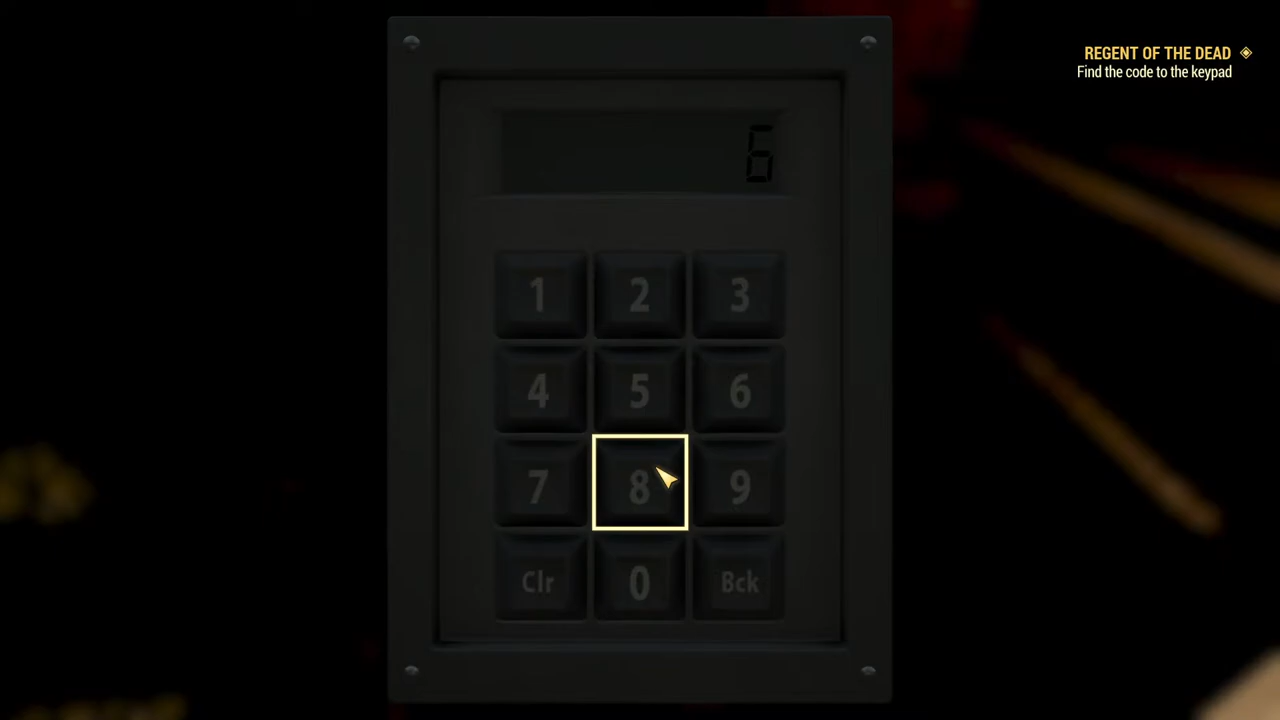 REGENT OF THE DEAD
Find the code to the keypad
6
1 2 3
4 5 6
7 8 9
Clr 0 Bck